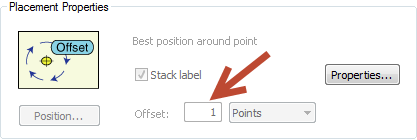 Placement Properties
Offset
Best position around point
Stack label
Properties...
Position...
Offset: 1 Points